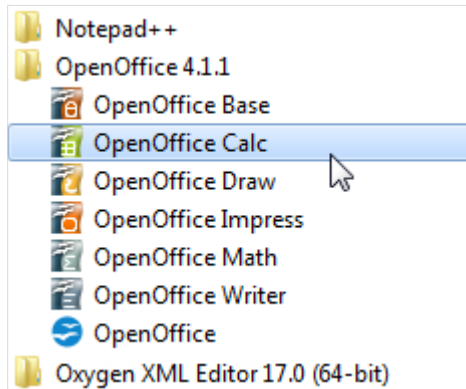 Notepad++
OpenOffice 4.1.1
OpenOffice Base
OpenOffice Calc
OpenOffice Draw
OpenOffice Impress
OpenOffice Math
OpenOffice Writer
OpenOffice
Oxygen XML Editor 17.0 (64-bit)